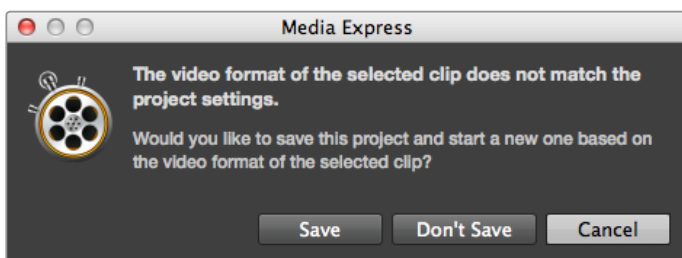 Media Express
The video format of the selected clip does not match the
project settings.
Would you like to save this project and start a new one based on
the video format of the selected clip?
Save
Don't Save
Cancel